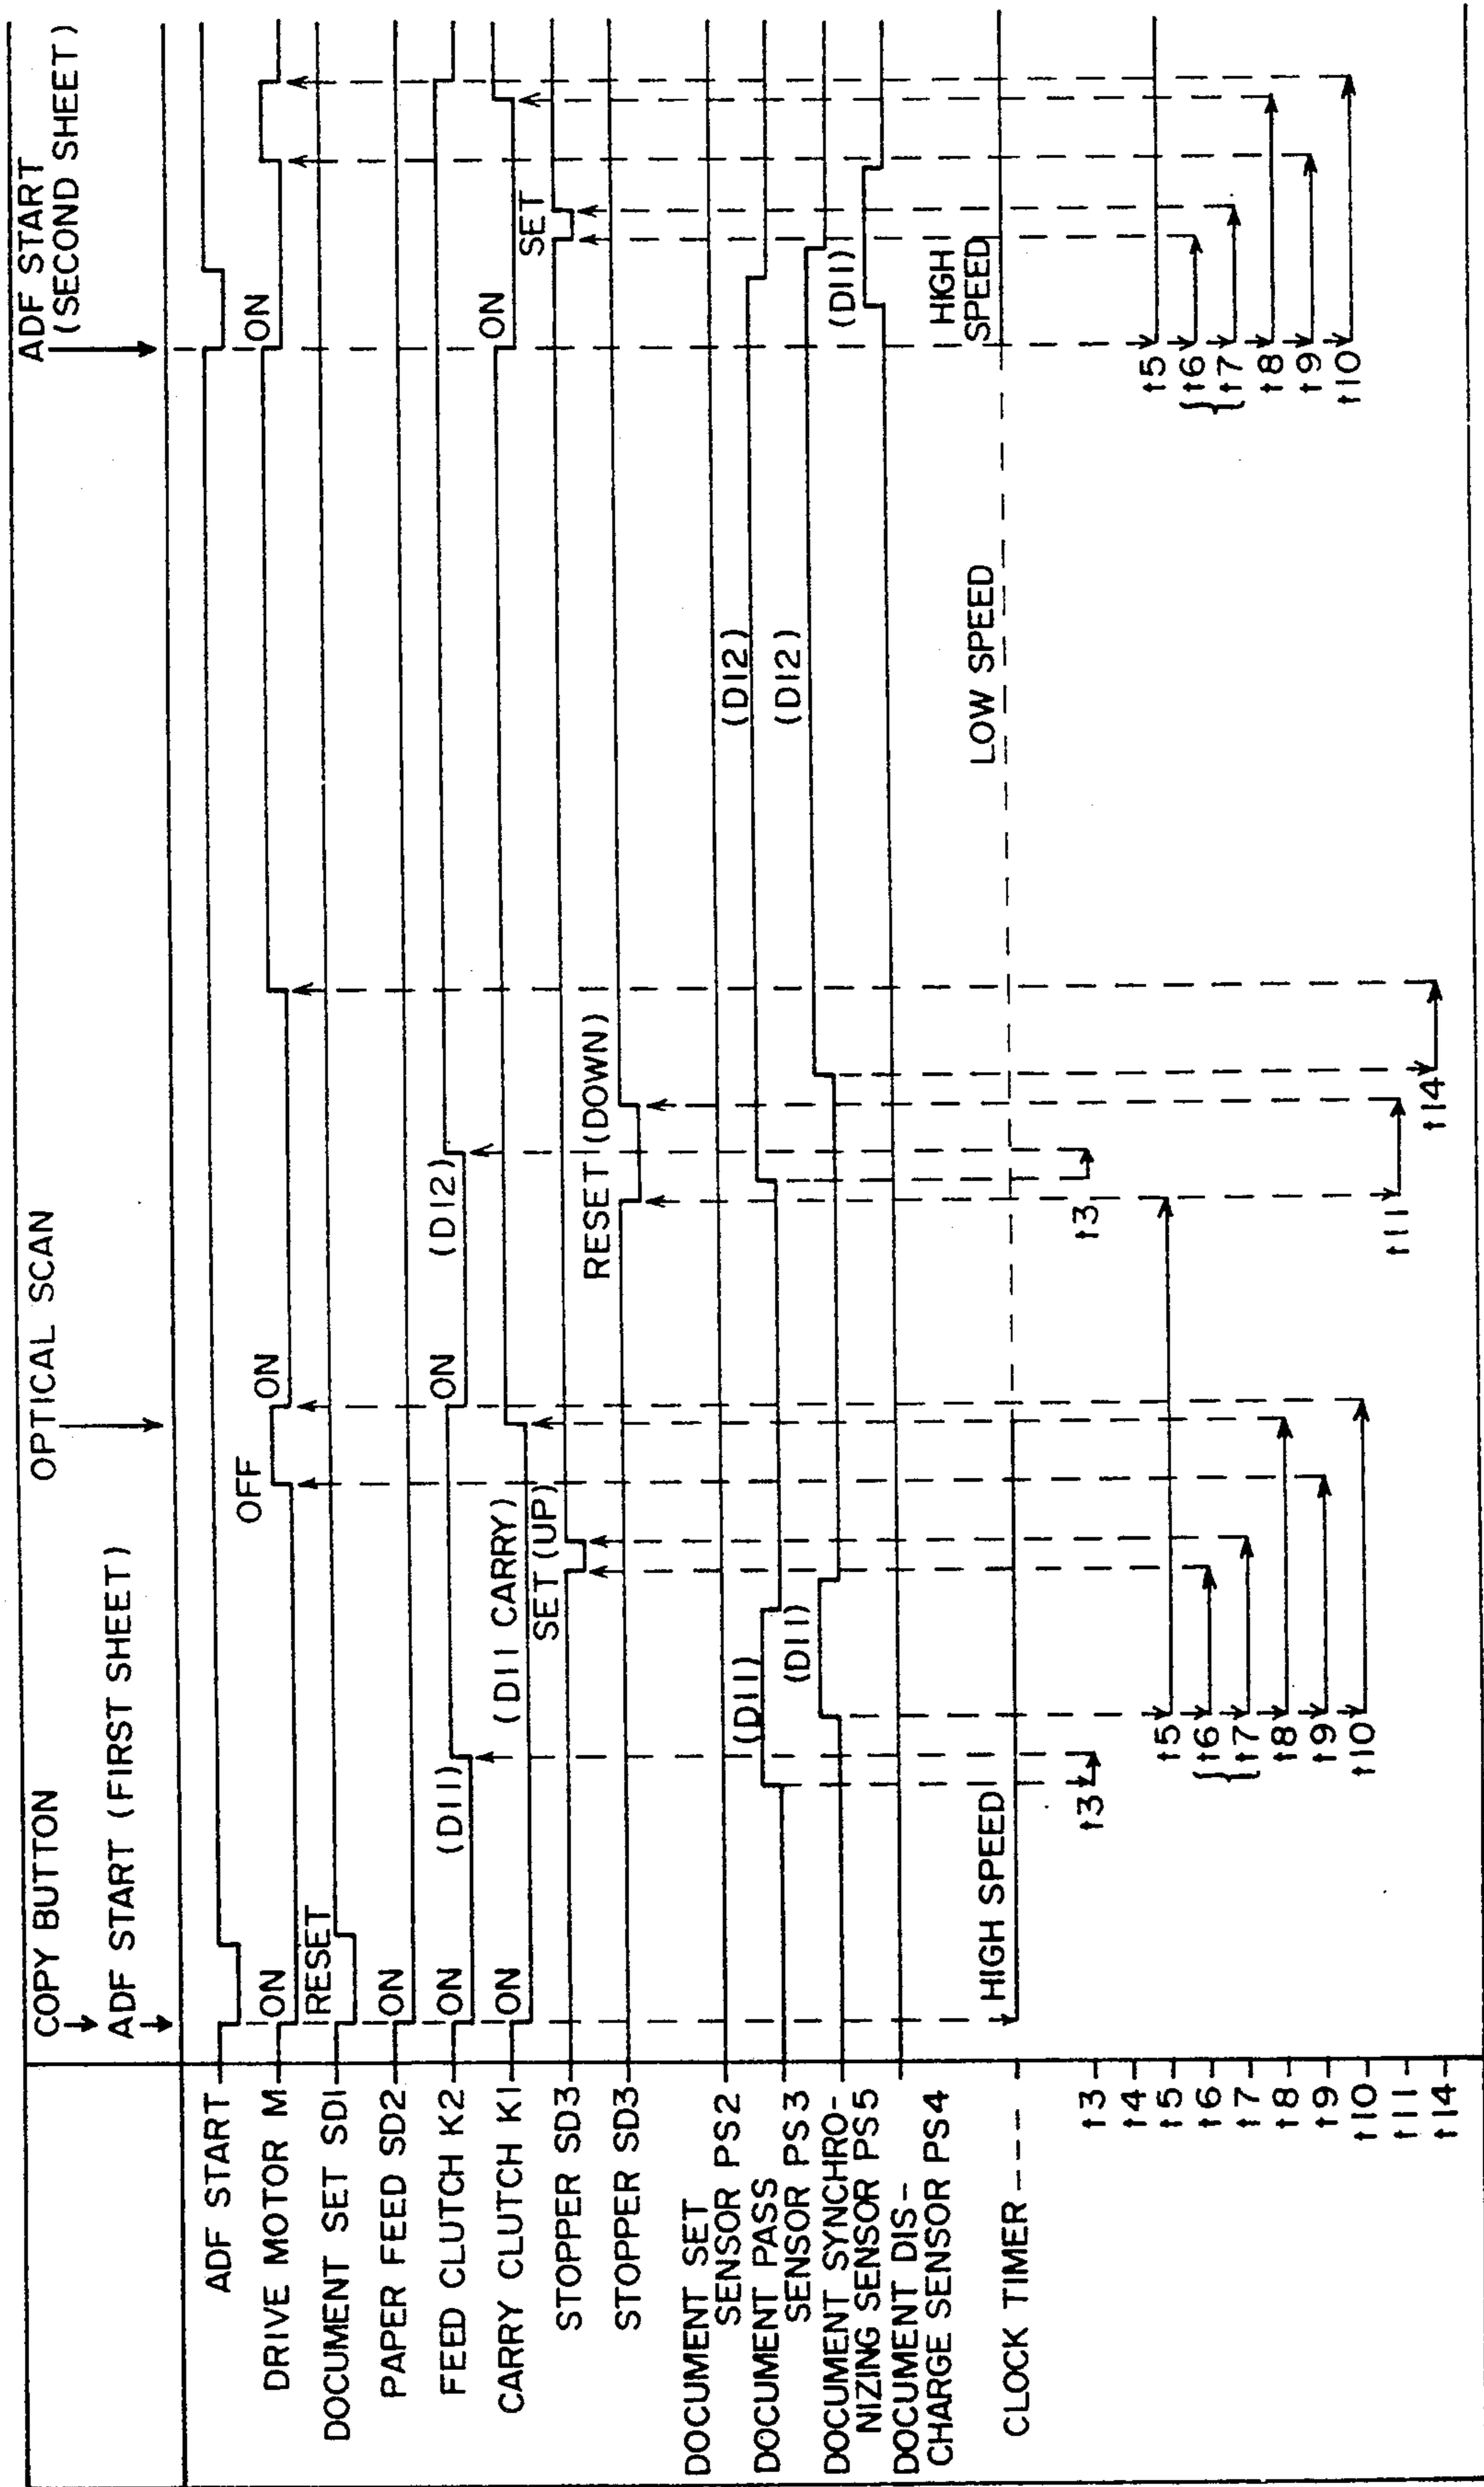 COPY BUTTON
ADF START (FIRST SHEET)
OPTICAL SCAN
ADF START
(SECOND SHEET)
ADF START
DRIVE MOTOR M
ON
OFF
ON
ON
DOCUMENT SET SD1
RESET
PAPER FEED SD2
ON
FEED CLUTCH K2
ON
(D11)
ON
(D12)
CARRY CLUTCH K1
ON
(D11 CARRY)
ON
STOPPER SD3
SET (UP)
SET
STOPPER SD3
RESET (DOWN)
DOCUMENT SET
SENSOR PS2
DOCUMENT PASS
SENSOR PS3
(D11)
(D12)
DOCUMENT SYNCHRO-
NIZING SENSOR PS5
(D11)
(D12)
DOCUMENT DIS-
CHARGE SENSOR PS4
(D11)
CLOCK TIMER
HIGH SPEED
LOW SPEED
HIGH
SPEED
t3
t3
t3
t4
t5
t5
t5
t6
t6
t6
t7
t7
t7
t8
t8
t8
t9
t9
t9
t10
t10
t10
t11
t11
t14
t14